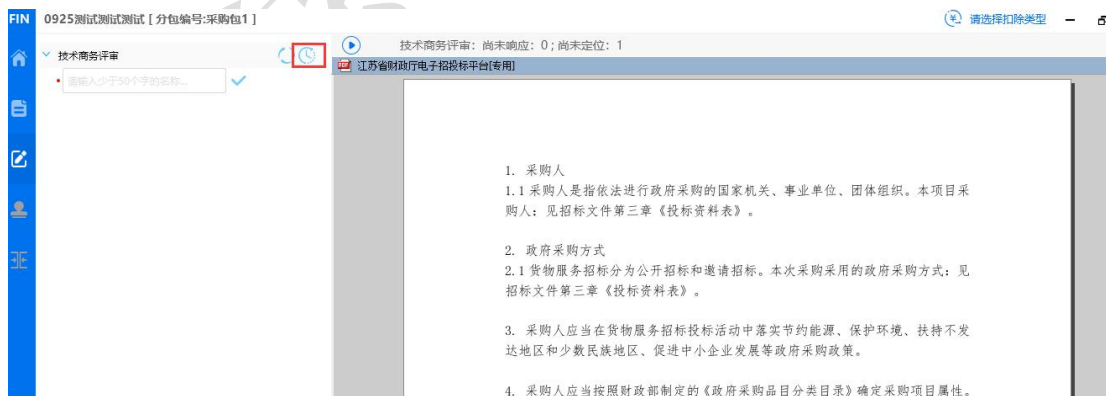 FIN 0925测试测试测试 [ 分包编号:采购包1 ] 请选择扣除类型
技术商务评审
请输入少于50个字的名称...
技术商务评审: 尚未响应: 0 ; 尚未定位: 1
江苏省财政厅电子招投标平台[专用]
1. 采购人
1.1 采购人是指依法进行政府采购的国家机关、事业单位、团体组织。本项目采
购人: 见招标文件第三章《投标资料表》。
2. 政府采购方式
2.1 货物服务招标分为公开招标和邀请招标。本次采购采用的政府采购方式: 见
招标文件第三章《投标资料表》。
3. 采购人应当在货物服务招标投标活动中落实节约能源、保护环境、扶持不发
达地区和少数民族地区、促进中小企业发展等政府采购政策。
4. 采购人应当按照财政部制定的《政府采购品目分类目录》确定采购项目属性。